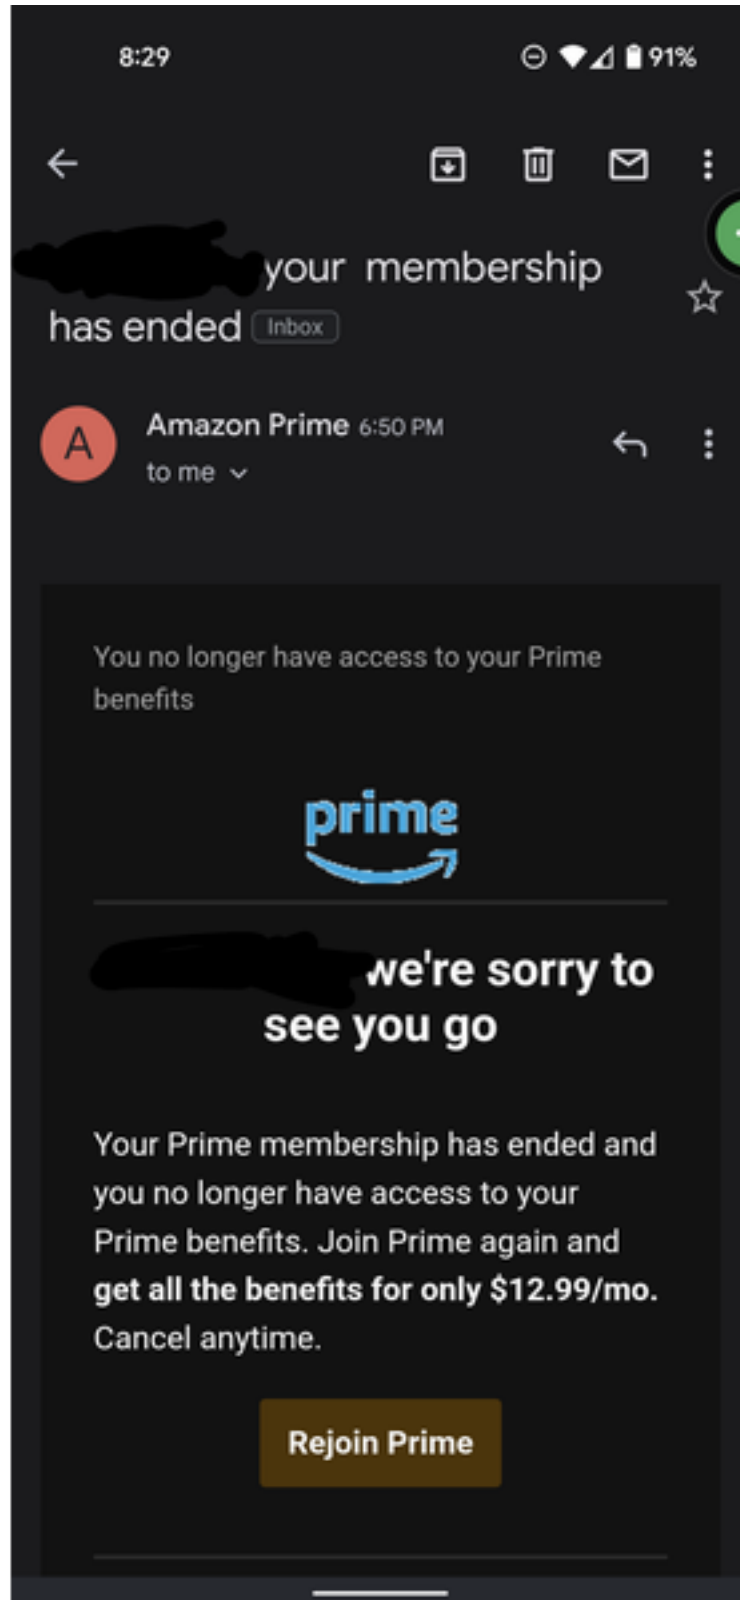 8:29
91%
your membership
has ended Inbox
A
Amazon Prime 6:50 PM
to me
You no longer have access to your Prime
benefits
prime
we're sorry to
see you go
Your Prime membership has ended and
you no longer have access to your
Prime benefits. Join Prime again and
get all the benefits for only $12.99/mo.
Cancel anytime.
Rejoin Prime